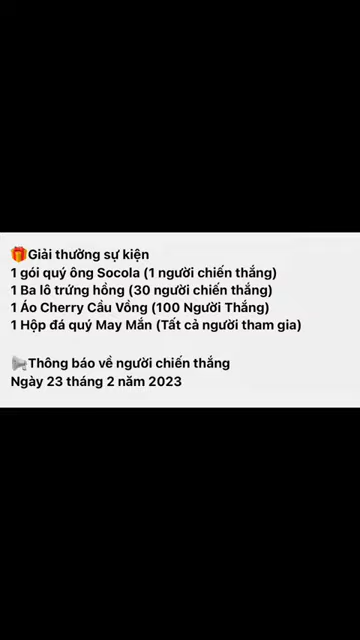 🎁Giải thưởng sự kiện
1 gói quý ông Socola (1 người chiến thắng)
1 Ba lô trứng hồng (30 người chiến thắng)
1 Áo Cherry Cầu Vồng (100 Người Thắng)
1 Hộp đá quý May Mắn (Tất cả người tham gia)
📢Thông báo về người chiến thắng
Ngày 23 tháng 2 năm 2023